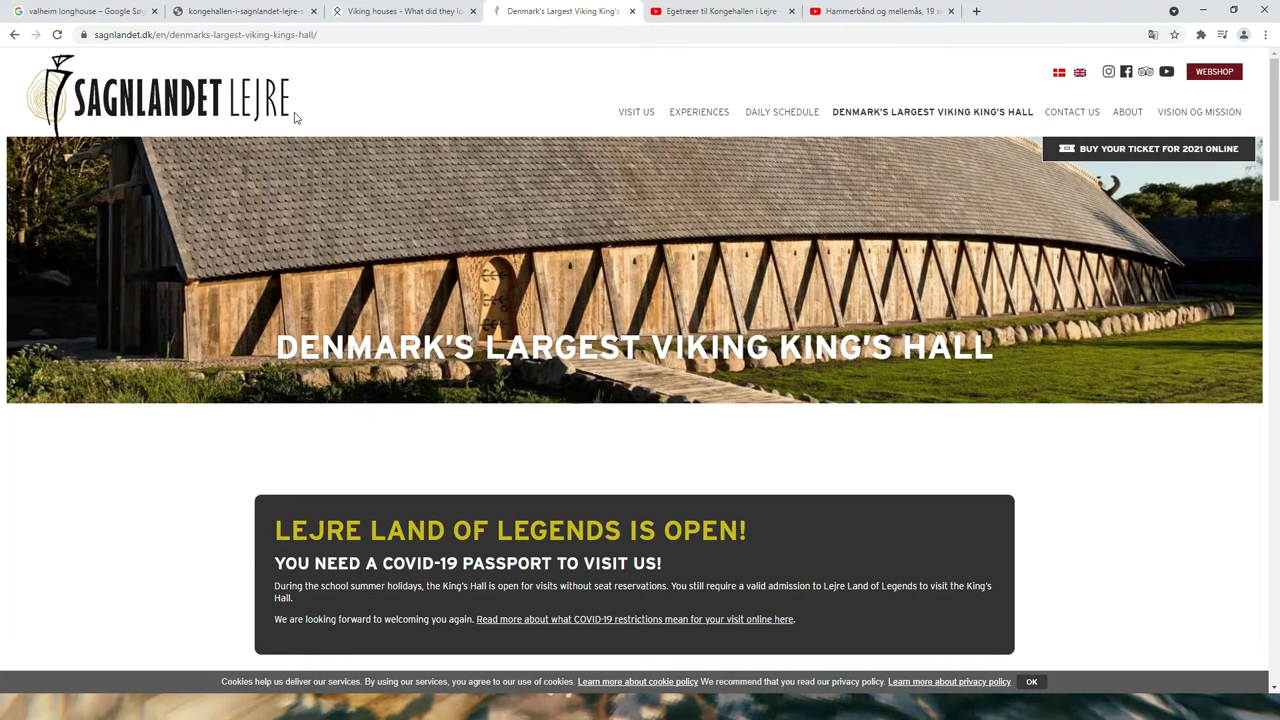 valheim longhouse – Google Søg
kongehallen-i-sagnlandet-lejre-s
Viking houses - What did they lo
Denmark's Largest Viking King's
Egetræer til Kongehallen i Lejre -
Hammerbånd og mellemås, 19 s
sagnlandet.dk/en/denmarks-largest-viking-kings-hall/
SAGNLANDET LEJRE
WEBSHOP
VISIT US
EXPERIENCES
DAILY SCHEDULE
DENMARK'S LARGEST VIKING KING'S HALL
CONTACT US
ABOUT
VISION OG MISSION
BUY YOUR TICKET FOR 2021 ONLINE
DENMARK'S LARGEST VIKING KING'S HALL
LEJRE LAND OF LEGENDS IS OPEN!
YOU NEED A COVID-19 PASSPORT TO VISIT US!
During the school summer holidays, the King's Hall is open for visits without seat reservations. You still require a valid admission to Lejre Land of Legends to visit the King's
Hall.
We are looking forward to welcoming you again. Read more about what COVID-19 restrictions mean for your visit online here.
Cookies help us deliver our services. By using our services, you agree to our use of cookies. Learn more about cookie policy We recommend that you read our privacy policy. Learn more about privacy policy. OK